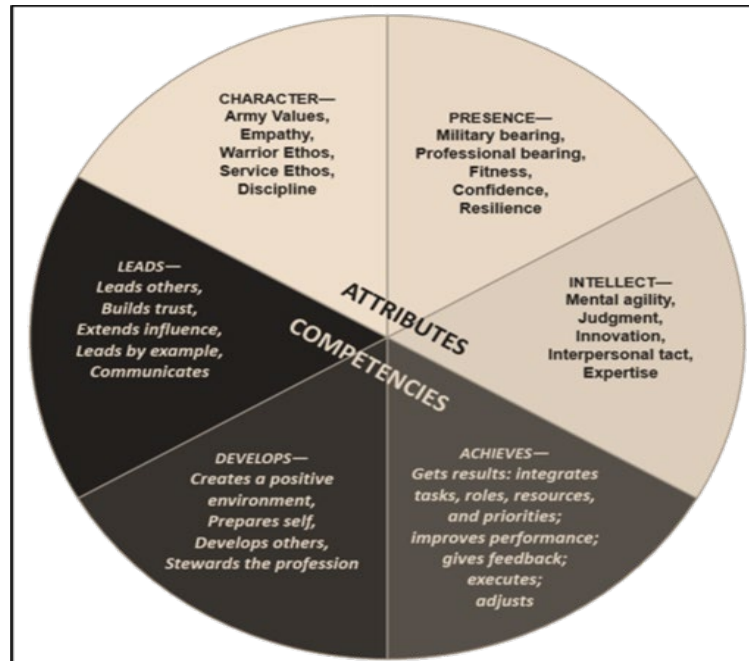 CHARACTER—
Army Values,
Empathy,
Warrior Ethos,
Service Ethos,
Discipline
PRESENCE—
Military bearing,
Professional bearing,
Fitness,
Confidence,
Resilience
INTELLECT—
Mental agility,
Judgment,
Innovation,
Interpersonal tact,
Expertise
ATTRIBUTES
COMPETENCIES
LEADS—
Leads others,
Builds trust,
Extends influence,
Leads by example,
Communicates
DEVELOPS—
Creates a positive
environment,
Prepares self,
Develops others,
Stewards the profession
ACHIEVES—
Gets results: integrates
tasks, roles, resources,
and priorities;
improves performance;
gives feedback;
executes;
adjusts